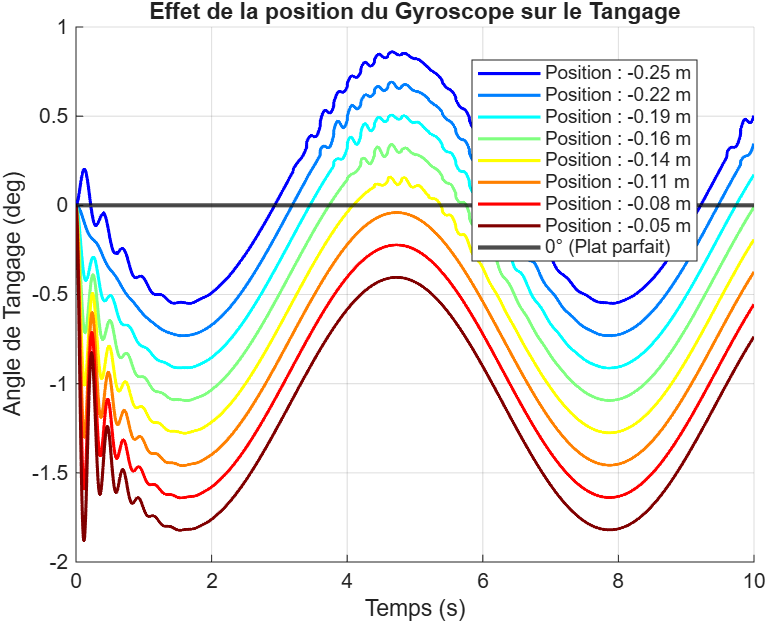 Effet de la position du Gyroscope sur le Tangage
Angle de Tangage (deg)
1
0.5
0
-0.5
-1
-1.5
-2
Position : -0.25 m
Position : -0.22 m
Position : -0.19 m
Position : -0.16 m
Position : -0.14 m
Position : -0.11 m
Position : -0.08 m
Position : -0.05 m
0° (Plat parfait)
0 2 4 6 8 10
Temps (s)